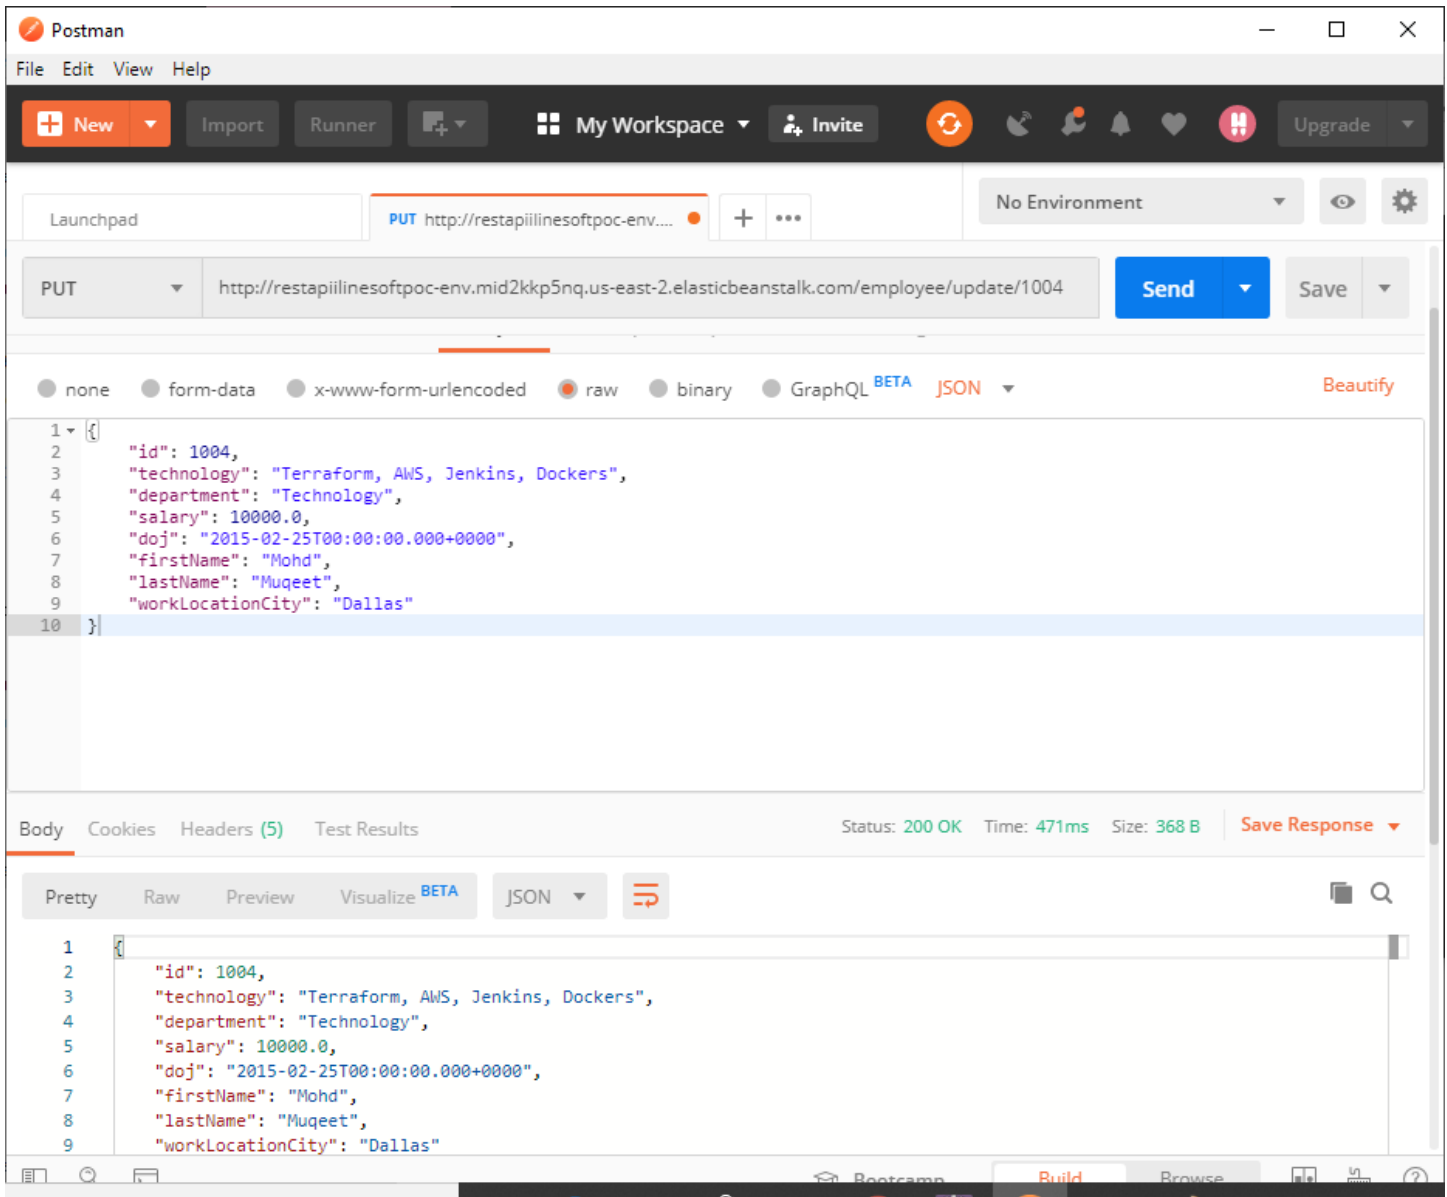 Postman
File Edit View Help
New Import Runner My Workspace Invite Upgrade
Launchpad PUT http://restapiilinesoftpoc-env.... No Environment
PUT http://restapiilinesoftpoc-env.mid2kkp5nq.us-east-2.elasticbeanstalk.com/employee/update/1004 Send Save
none form-data x-www-form-urlencoded raw binary GraphQL BETA JSON Beautify
1 {
2 "id": 1004,
3 "technology": "Terraform, AWS, Jenkins, Dockers",
4 "department": "Technology",
5 "salary": 10000.0,
6 "doj": "2015-02-25T00:00:00.000+0000",
7 "firstName": "Mohd",
8 "lastName": "Muqeet",
9 "workLocationCity": "Dallas"
10 }
Body Cookies Headers (5) Test Results Status: 200 OK Time: 471ms Size: 368 B Save Response
Pretty Raw Preview Visualize BETA JSON
1 {
2 "id": 1004,
3 "technology": "Terraform, AWS, Jenkins, Dockers",
4 "department": "Technology",
5 "salary": 10000.0,
6 "doj": "2015-02-25T00:00:00.000+0000",
7 "firstName": "Mohd",
8 "lastName": "Muqeet",
9 "workLocationCity": "Dallas"
Bootcamp Build Browse